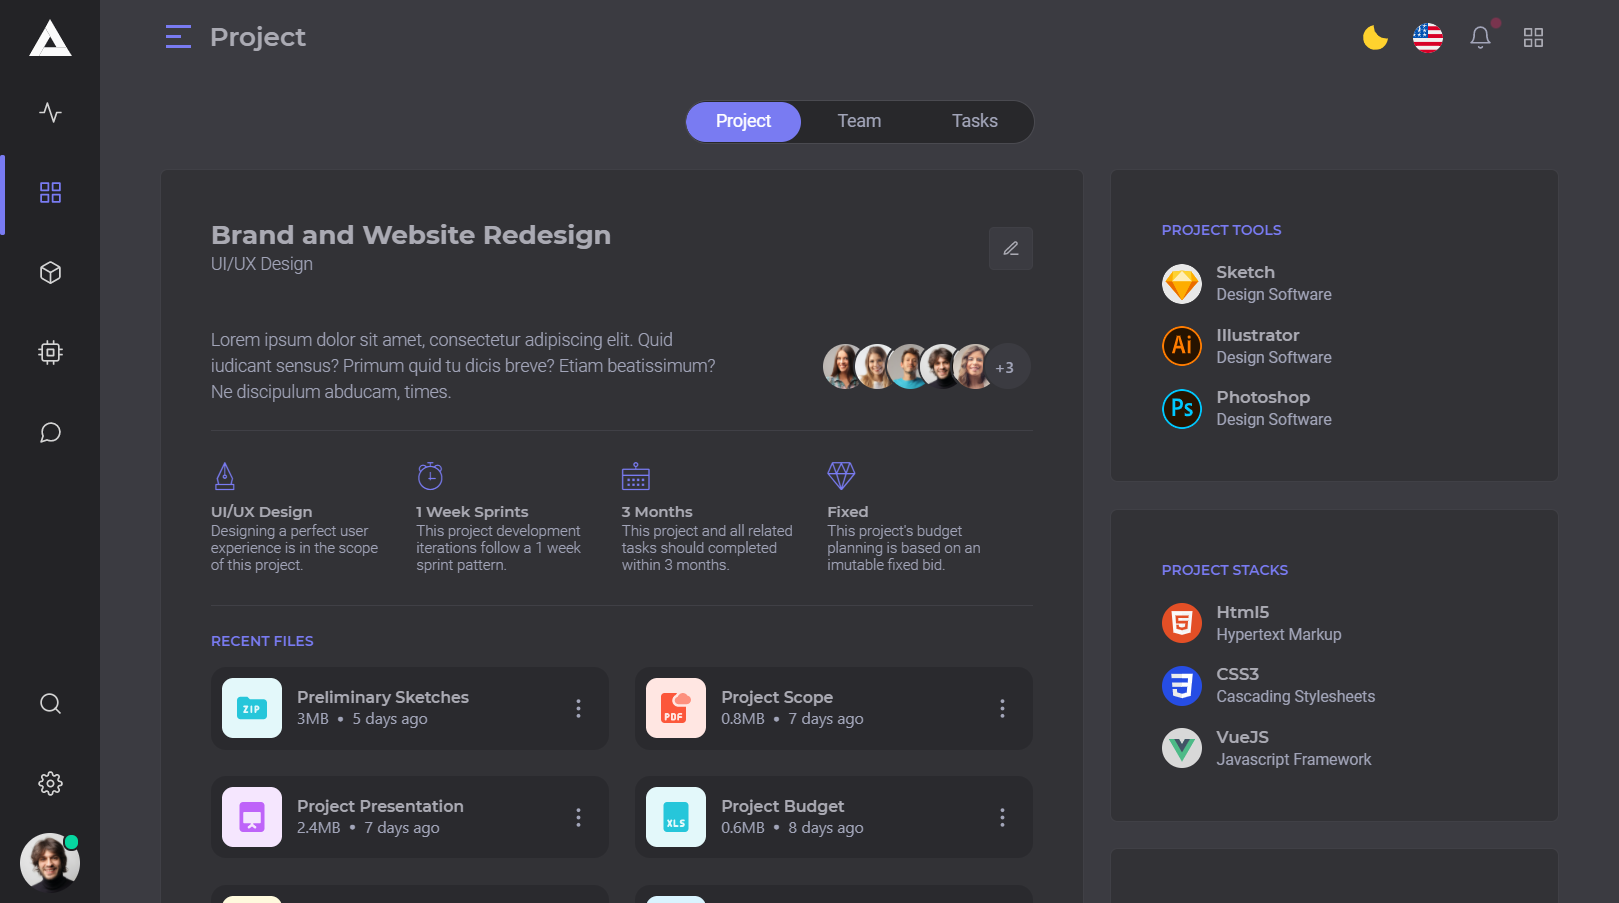 Project
Project
Team
Tasks
Brand and Website Redesign
UI/UX Design
Lorem ipsum dolor sit amet, consectetur adipiscing elit. Quid
iudicant sensus? Primum quid tu dicis breve? Etiam beatissimum?
Ne discipulum abducam, times.
+3
UI/UX Design
Designing a perfect user
experience is in the scope
of this project.
1 Week Sprints
This project development
iterations follow a 1 week
sprint pattern.
3 Months
This project and all related
tasks should completed
within 3 months.
Fixed
This project's budget
planning is based on an
imutable fixed bid.
RECENT FILES
ZIP
Preliminary Sketches
3MB • 5 days ago
PDF
Project Scope
0.8MB • 7 days ago
Project Presentation
2.4MB • 7 days ago
XLS
Project Budget
0.6MB • 8 days ago
PROJECT TOOLS
Sketch
Design Software
Ai
Illustrator
Design Software
Ps
Photoshop
Design Software
PROJECT STACKS
5
Html5
Hypertext Markup
3
CSS3
Cascading Stylesheets
VueJS
Javascript Framework